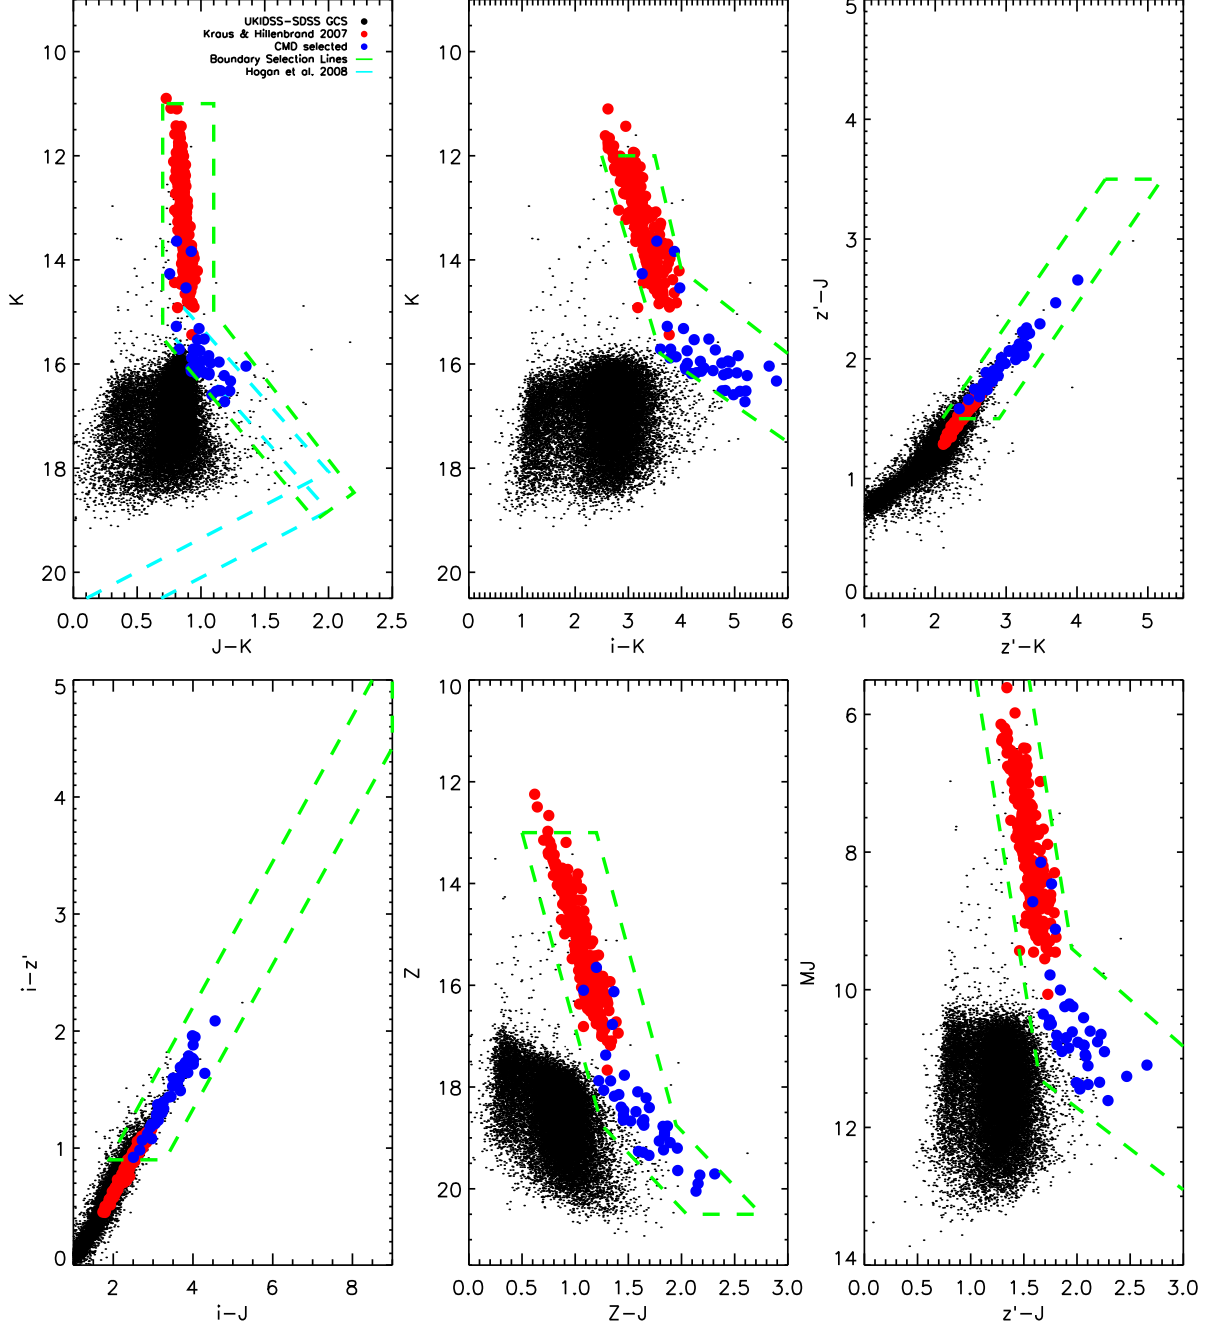 UKIDSS-SDSS GCS
Kraus & Hillenbrand 2007
CMD selected
Boundary Selection Lines
Hogan et al. 2008
10
12
14
16
18
20
K
0.0 0.5 1.0 1.5 2.0 2.5
J-K
10
12
14
16
18
20
K
0 1 2 3 4 5 6
i-K
5
4
3
2
1
0
z'-J
1 2 3 4 5
z'-K
5
4
3
2
1
0
i-z'
2 4 6 8
i-J
10
12
14
16
18
20
Z
0.0 0.5 1.0 1.5 2.0 2.5 3.0
Z-J
6
8
10
12
14
MJ
0.0 0.5 1.0 1.5 2.0 2.5 3.0
z'-J